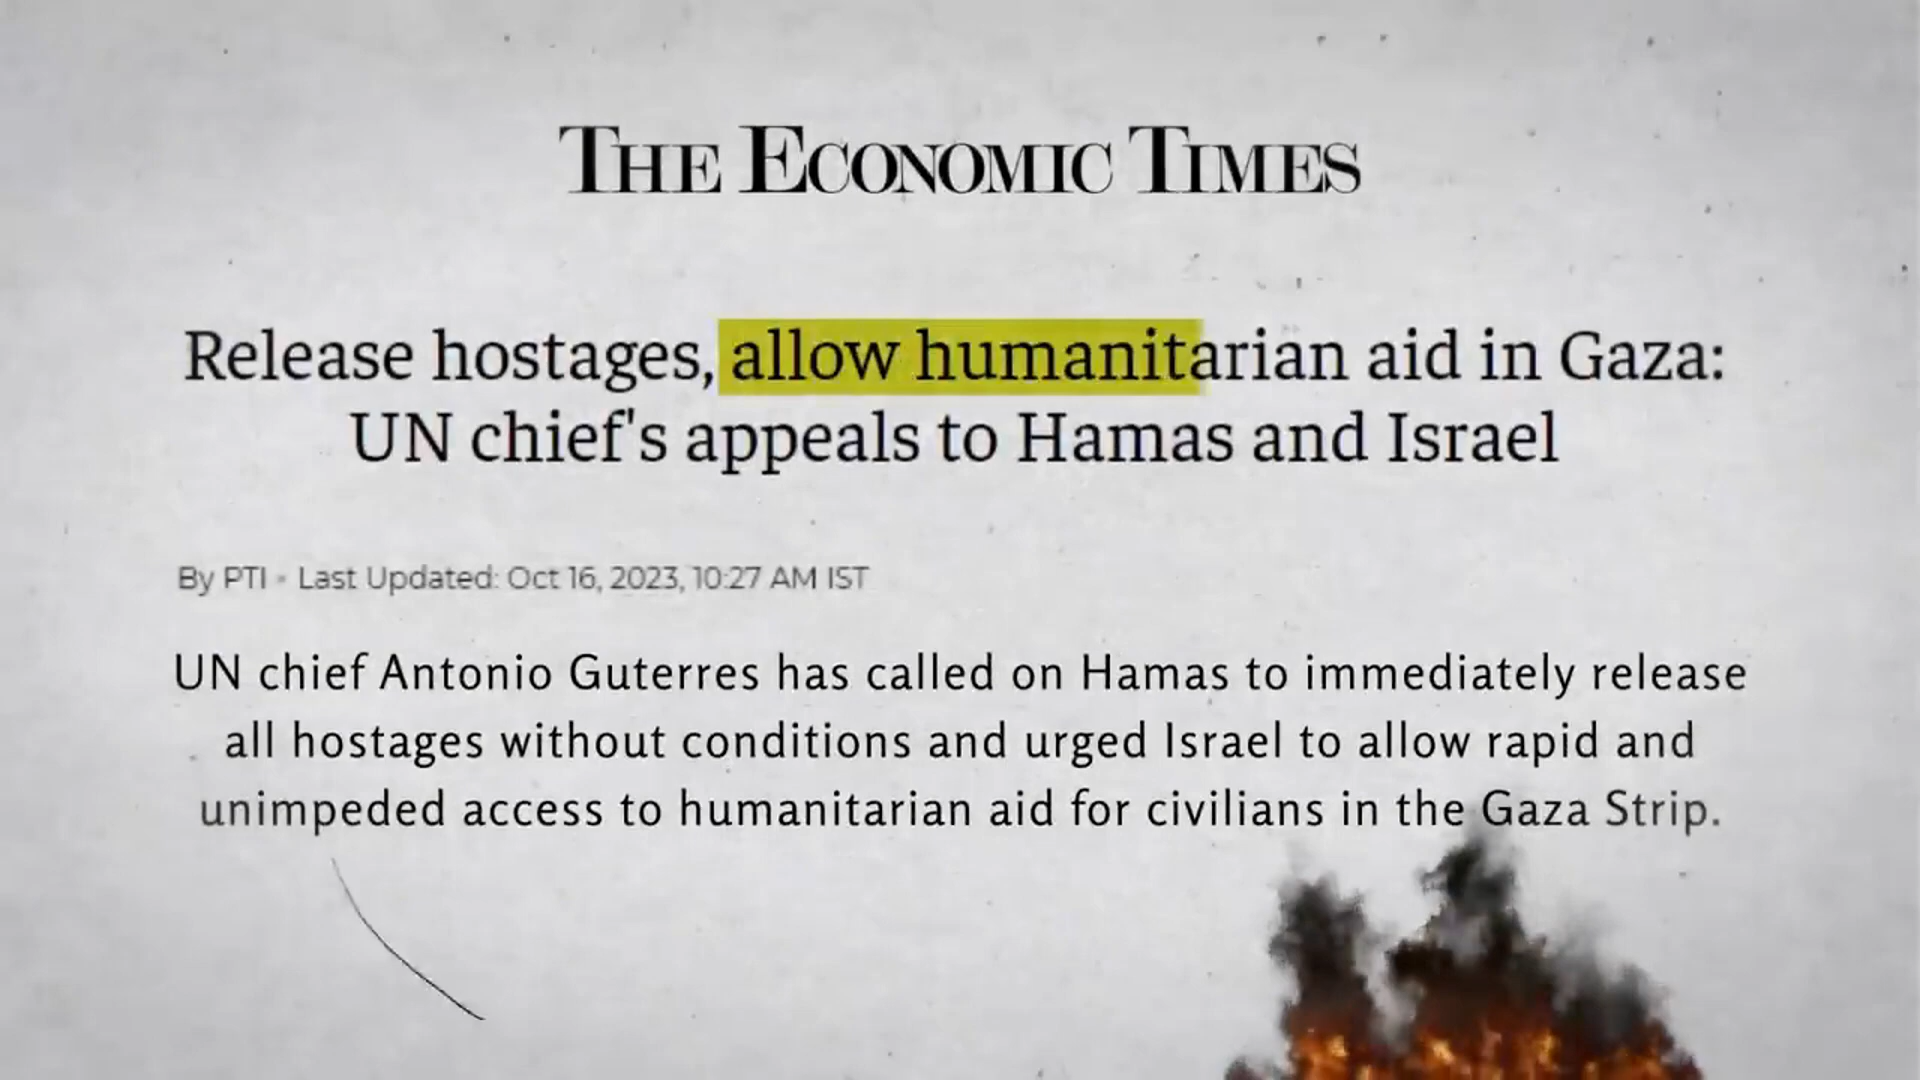 THE ECONOMIC TIMES
Release hostages, allow humanitarian aid in Gaza:
UN chief's appeals to Hamas and Israel
By PTI • Last Updated: Oct 16, 2023, 10:27 AM IST
UN chief Antonio Guterres has called on Hamas to immediately release
all hostages without conditions and urged Israel to allow rapid and
unimpeded access to humanitarian aid for civilians in the Gaza Strip.